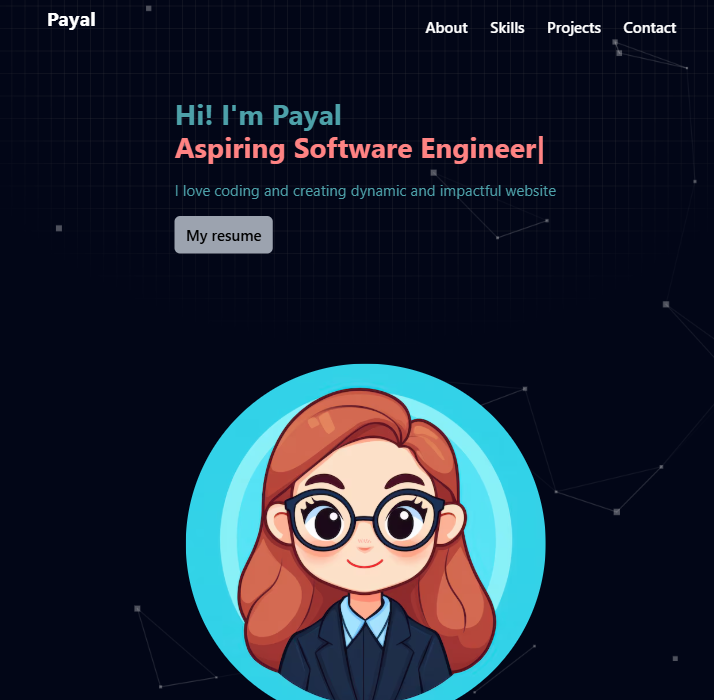 Payal
About Skills Projects Contact
Hi! I'm Payal
Aspiring Software Engineer|
I love coding and creating dynamic and impactful website
My resume